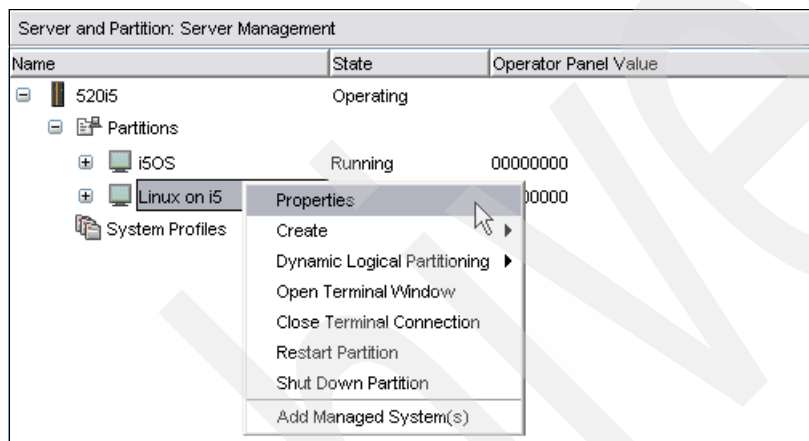 Server and Partition: Server Management
Name State Operator Panel Value
520i5 Operating
Partitions
i5OS Running 00000000
Linux on i5 0000
System Profiles
Properties
Create
Dynamic Logical Partitioning
Open Terminal Window
Close Terminal Connection
Restart Partition
Shut Down Partition
Add Managed System(s)